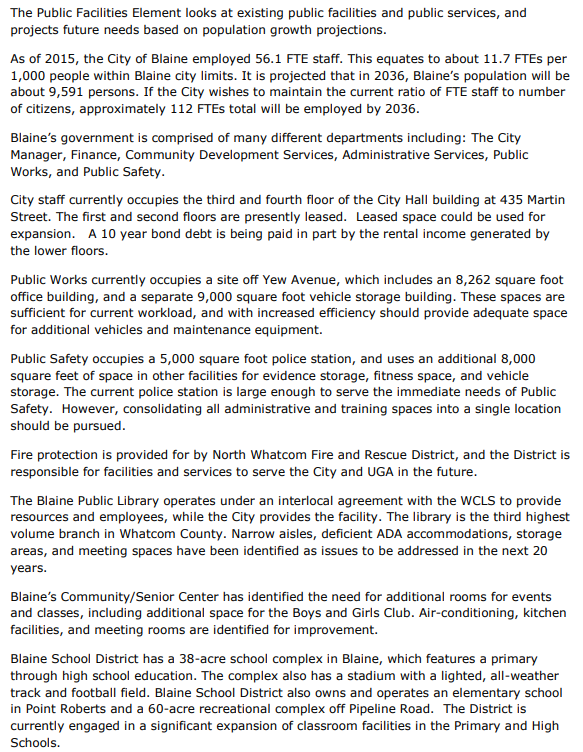 The Public Facilities Element looks at existing public facilities and public services, and
projects future needs based on population growth projections.
As of 2015, the City of Blaine employed 56.1 FTE staff. This equates to about 11.7 FTEs per
1,000 people within Blaine city limits. It is projected that in 2036, Blaine's population will be
about 9,591 persons. If the City wishes to maintain the current ratio of FTE staff to number
of citizens, approximately 112 FTEs total will be employed by 2036.
Blaine's government is comprised of many different departments including: The City
Manager, Finance, Community Development Services, Administrative Services, Public
Works, and Public Safety.
City staff currently occupies the third and fourth floor of the City Hall building at 435 Martin
Street. The first and second floors are presently leased.  Leased space could be used for
expansion.   A 10 year bond debt is being paid in part by the rental income generated by
the lower floors.
Public Works currently occupies a site off Yew Avenue, which includes an 8,262 square foot
office building, and a separate 9,000 square foot vehicle storage building. These spaces are
sufficient for current workload, and with increased efficiency should provide adequate space
for additional vehicles and maintenance equipment.
Public Safety occupies a 5,000 square foot police station, and uses an additional 8,000
square feet of space in other facilities for evidence storage, fitness space, and vehicle
storage. The current police station is large enough to serve the immediate needs of Public
Safety.  However, consolidating all administrative and training spaces into a single location
should be pursued.
Fire protection is provided for by North Whatcom Fire and Rescue District, and the District is
responsible for facilities and services to serve the City and UGA in the future.
The Blaine Public Library operates under an interlocal agreement with the WCLS to provide
resources and employees, while the City provides the facility. The library is the third highest
volume branch in Whatcom County. Narrow aisles, deficient ADA accommodations, storage
areas, and meeting spaces have been identified as issues to be addressed in the next 20
years.
Blaine's Community/Senior Center has identified the need for additional rooms for events
and classes, including additional space for the Boys and Girls Club. Air-conditioning, kitchen
facilities, and meeting rooms are identified for improvement.
Blaine School District has a 38-acre school complex in Blaine, which features a primary
through high school education. The complex also has a stadium with a lighted, all-weather
track and football field. Blaine School District also owns and operates an elementary school
in Point Roberts and a 60-acre recreational complex off Pipeline Road.  The District is
currently engaged in a significant expansion of classroom facilities in the Primary and High
Schools.